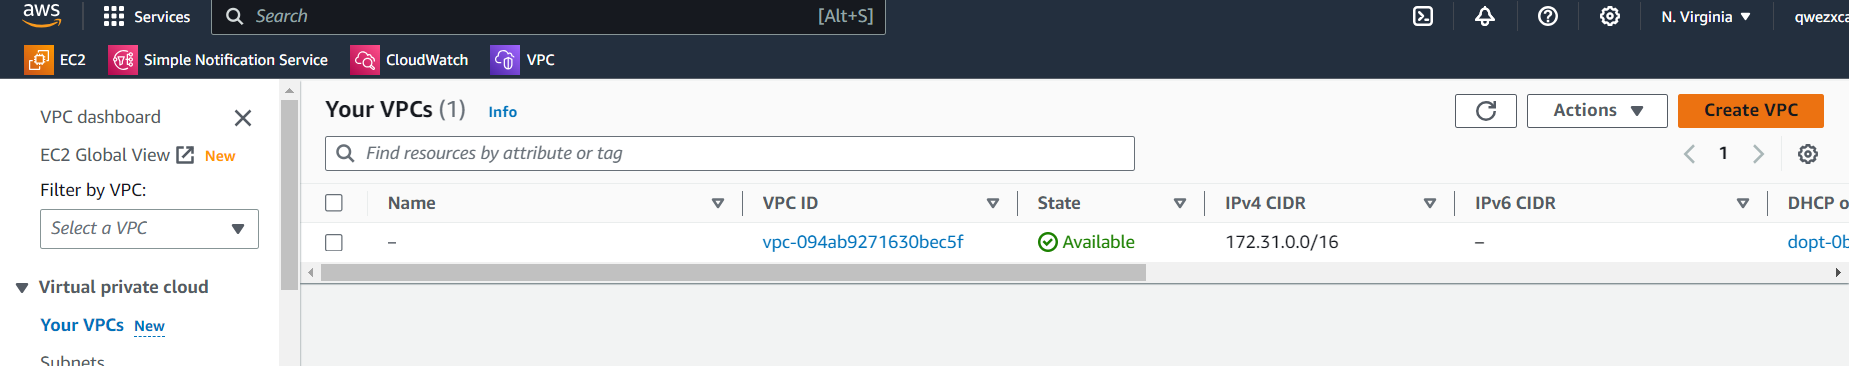 aws Services Search [Alt+S] N. Virginia qwezxca
EC2 Simple Notification Service CloudWatch VPC
VPC dashboard
EC2 Global View New
Filter by VPC:
Select a VPC
Virtual private cloud
Your VPCs New
Subnets
Your VPCs (1) Info Actions Create VPC
Find resources by attribute or tag 1
Name VPC ID State IPv4 CIDR IPv6 CIDR DHCP o
– vpc-094ab9271630bec5f Available 172.31.0.0/16 – dopt-0b